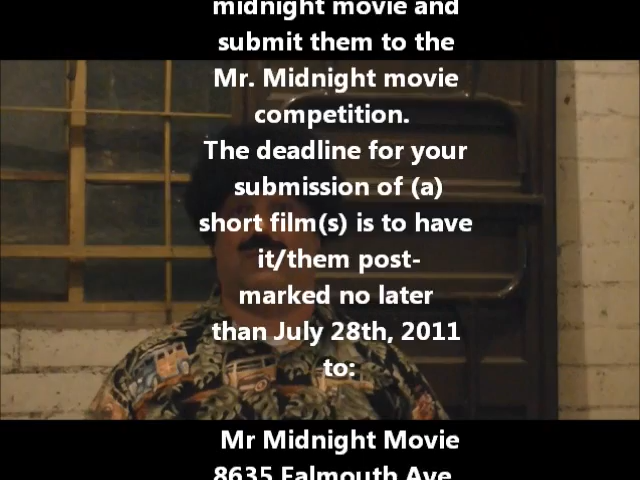 midnight movie and
submit them to the
Mr. Midnight movie
competition.
The deadline for your
submission of (a)
short film(s) is to have
it/them post-
marked no later
than July 28th, 2011
to:
Mr Midnight Movie
8635 Falmouth Ave